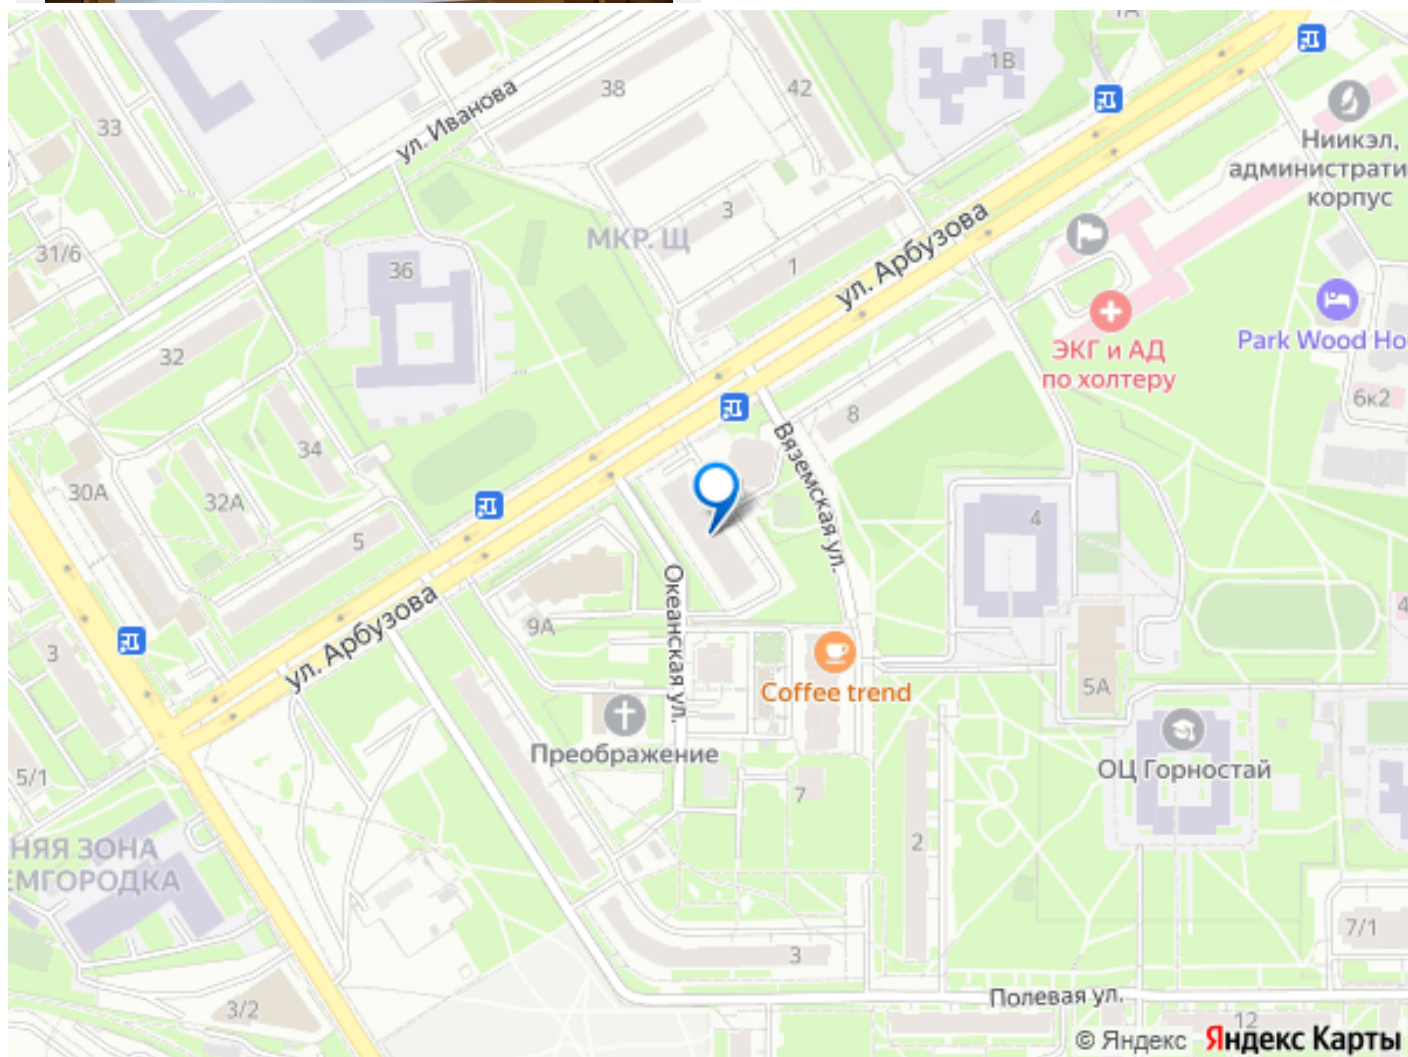 1А
1В
38
42
33
ул. Иванова
Ниикэл,
администрати
корпус
3
МКР. Щ
31/6
36
1
ул. Арбузова
Park Wood Ho
ЭКГ и АД
по холтеру
32
6к2
8
34
Вяземская ул.
30А
32А
4
5
Океанская ул.
ул. Арбузова
9А
4
3
Coffee trend
5А
Преображение
ОЦ Горностай
5/1
7
НЯЯ ЗОНА
ЕМГОРОДКА
2
7/1
3
Полевая ул.
3/2
12
© Яндекс Яндекс Карты